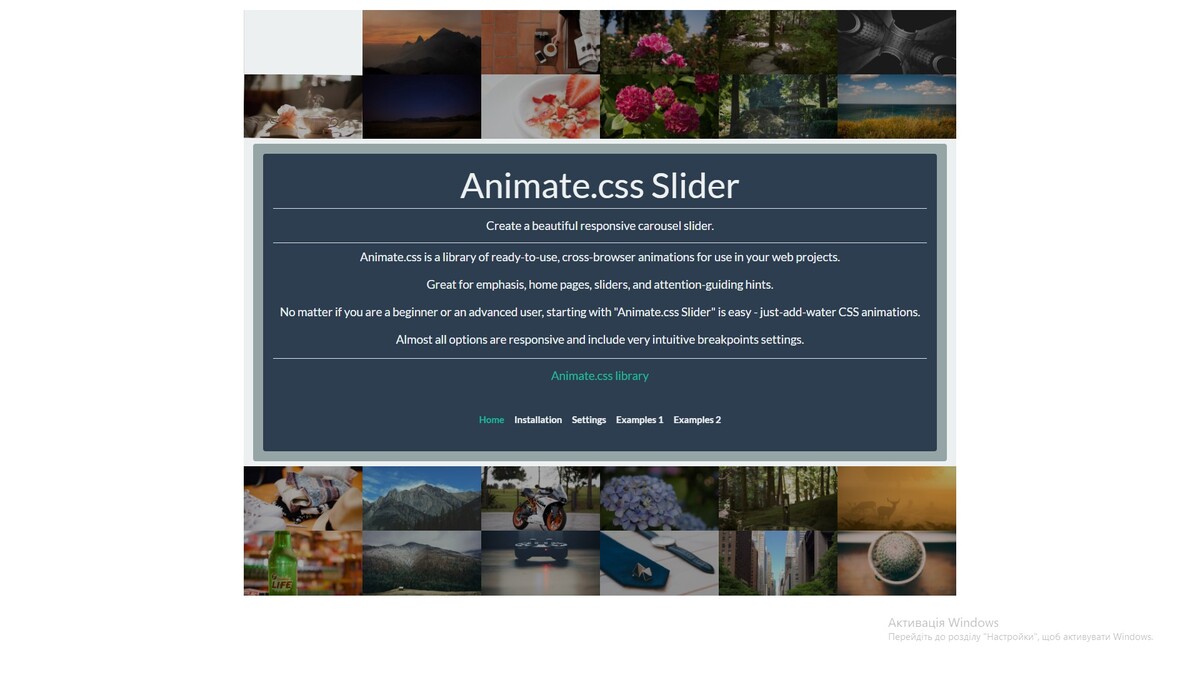 Animate.css Slider
Create a beautiful responsive carousel slider.
Animate.css is a library of ready-to-use, cross-browser animations for use in your web projects.
Great for emphasis, home pages, sliders, and attention-guiding hints.
No matter if you are a beginner or an advanced user, starting with "Animate.css Slider" is easy - just-add-water CSS animations.
Almost all options are responsive and include very intuitive breakpoints settings.
Animate.css library
Home Installation Settings Examples 1 Examples 2
LIFE
Активація Windows
Перейдіть до розділу "Настройки", щоб активувати Windows.